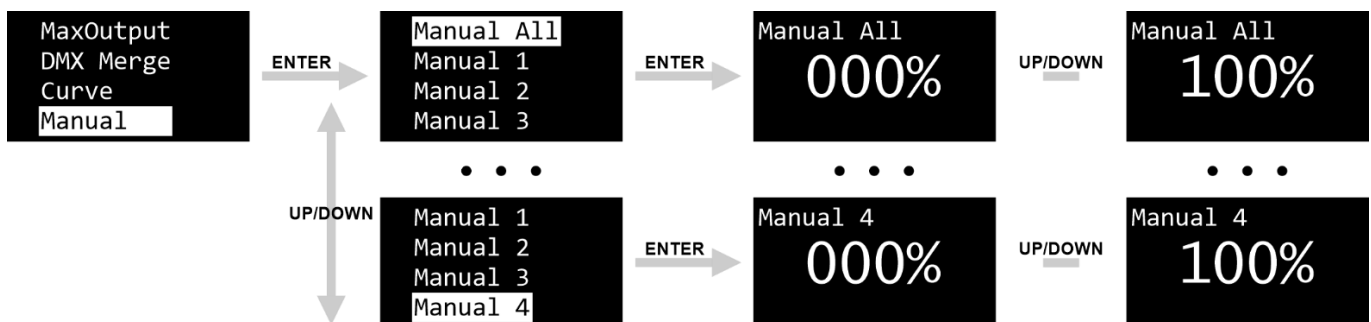 MaxOutput
DMX Merge
Curve
Manual
ENTER
Manual All
Manual 1
Manual 2
Manual 3
ENTER
Manual All
000%
UP/DOWN
Manual All
100%
• • •
• • •
• • •
UP/DOWN
Manual 1
Manual 2
Manual 3
Manual 4
ENTER
Manual 4
000%
UP/DOWN
Manual 4
100%